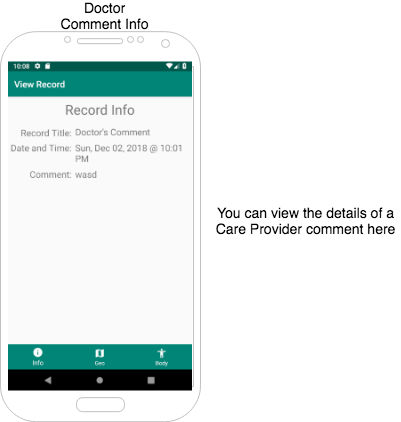 Doctor
Comment Info
10:08
View Record
Record Info
Record Title: Doctor's Comment
Date and Time: Sun, Dec 02, 2018 @ 10:01
PM
Comment: wasd
You can view the details of a
Care Provider comment here
Info Geo Body